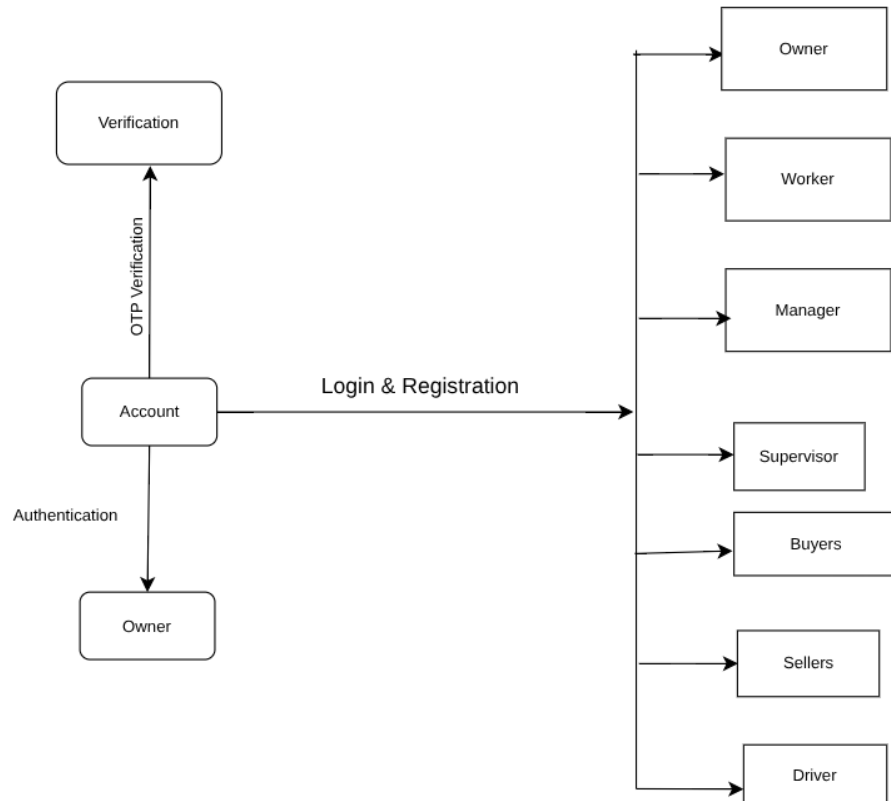 Owner
Verification
Worker
OTP Verification
Manager
Login & Registration
Account
Supervisor
Authentication
Buyers
Owner
Sellers
Driver